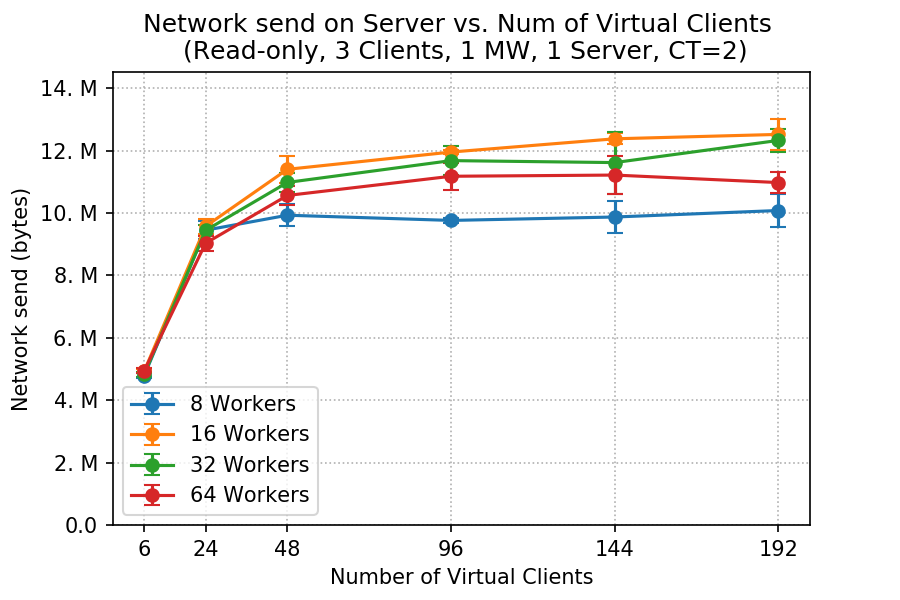 Network send on Server vs. Num of Virtual Clients
(Read-only, 3 Clients, 1 MW, 1 Server, CT=2)
Network send (bytes)
14. M
12. M
10. M
8. M
6. M
4. M
2. M
0.0
8 Workers
16 Workers
32 Workers
64 Workers
6 24 48 96 144 192
Number of Virtual Clients